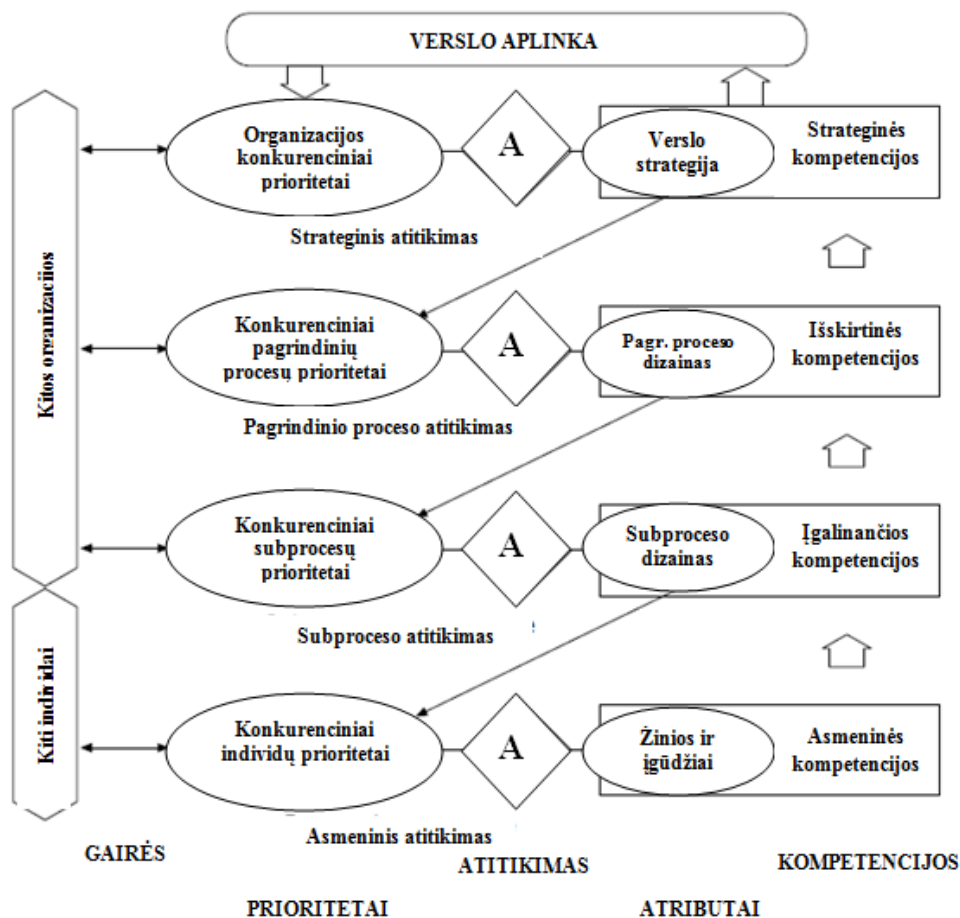 VERSLO APLINKA
Kitos organizacijos
Organizacijos
konkurenciniai
prioritetai
A
Verslo
strategija
Strateginės
kompetencijos
Strateginis atitikimas
Konkurenciniai
pagrindinių
procesų prioritetai
A
Pagr. proceso
dizainas
Išskirtinės
kompetencijos
Pagrindinio proceso atitikimas
Konkurenciniai
subprocesų
prioritetai
A
Subproceso
dizainas
Įgalinančios
kompetencijos
Subproceso atitikimas
Kiti individai
Konkurenciniai
individų prioritetai
A
Žinios ir
įgūdžiai
Asmeninės
kompetencijos
Asmeninis atitikimas
GAIRĖS
ATITIKIMAS
KOMPETENCIJOS
PRIORITETAI
ATRIBUTAI